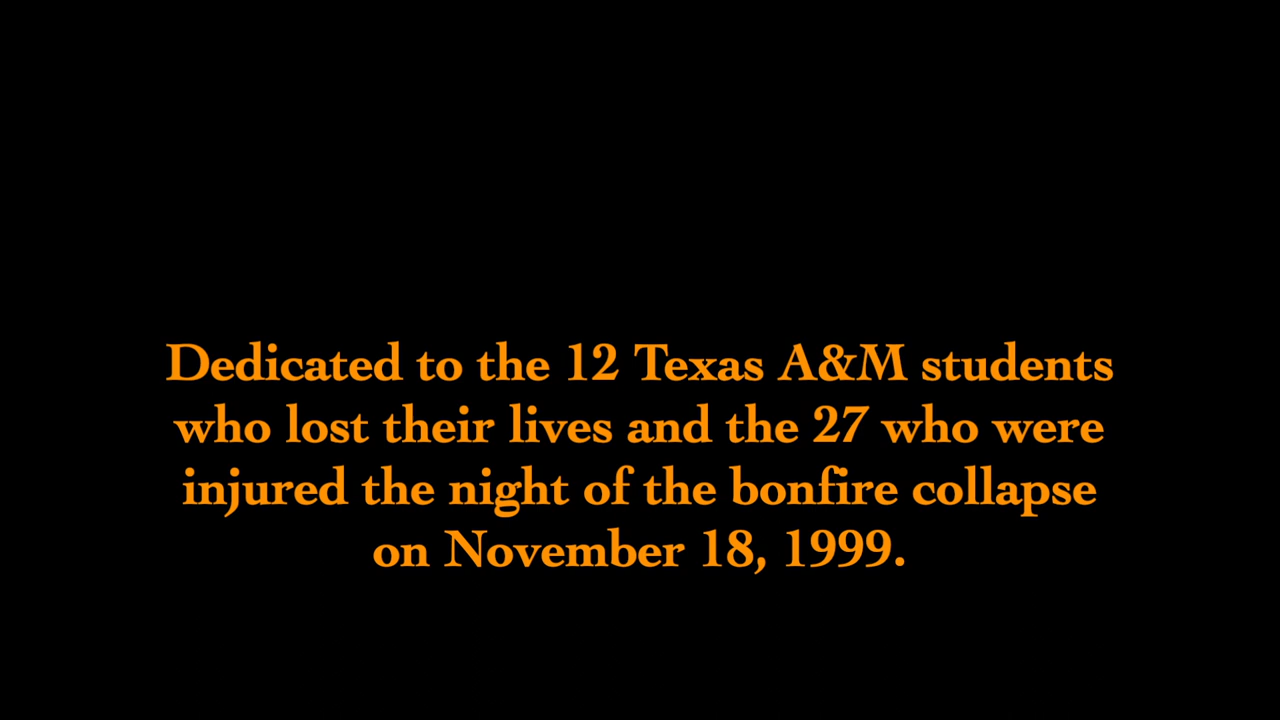 Dedicated to the 12 Texas A&M students
who lost their lives and the 27 who were
injured the night of the bonfire collapse
on November 18, 1999.